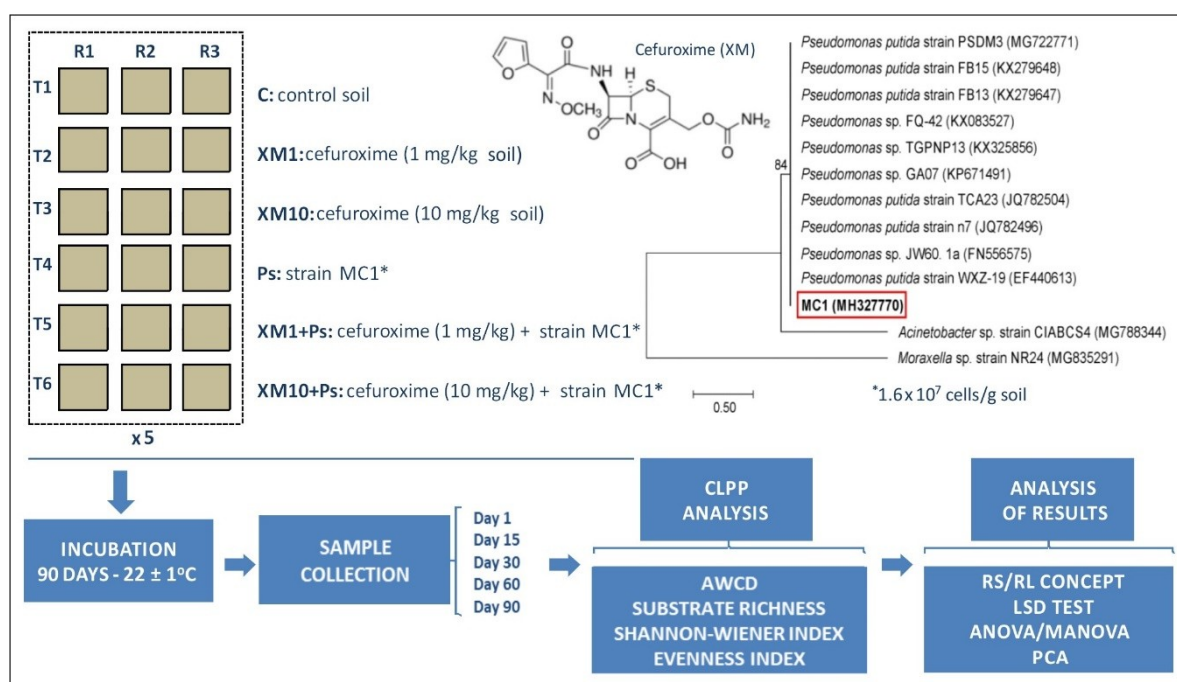 R1 R2 R3
T1
T2
T3
T4
T5
T6
x 5
C: control soil
XM1: cefuroxime (1 mg/kg soil)
XM10: cefuroxime (10 mg/kg soil)
Ps: strain MC1*
XM1+Ps: cefuroxime (1 mg/kg) + strain MC1*
XM10+Ps: cefuroxime (10 mg/kg) + strain MC1*
Cefuroxime (XM)
O
O
N
H
H
S
N
OCH3
O
N
O
NH2
O
O
OH
Pseudomonas putida strain PSDM3 (MG722771)
Pseudomonas putida strain FB15 (KX279648)
Pseudomonas putida strain FB13 (KX279647)
Pseudomonas sp. FQ-42 (KX083527)
Pseudomonas sp. TGPNP13 (KX325856)
Pseudomonas sp. GA07 (KP671491)
Pseudomonas putida strain TCA23 (JQ782504)
Pseudomonas putida strain n7 (JQ782496)
Pseudomonas sp. JW60. 1a (FN556575)
Pseudomonas putida strain WXZ-19 (EF440613)
MC1 (MH327770)
Acinetobacter sp. strain CIABCS4 (MG788344)
Moraxella sp. strain NR24 (MG835291)
84
0.50
*1.6 x 10⁷ cells/g soil
INCUBATION
90 DAYS - 22 ± 1ºC
SAMPLE
COLLECTION
Day 1
Day 15
Day 30
Day 60
Day 90
CLPP
ANALYSIS
AWCD
SUBSTRATE RICHNESS
SHANNON-WIENER INDEX
EVENNESS INDEX
ANALYSIS
OF RESULTS
RS/RL CONCEPT
LSD TEST
ANOVA/MANOVA
PCA